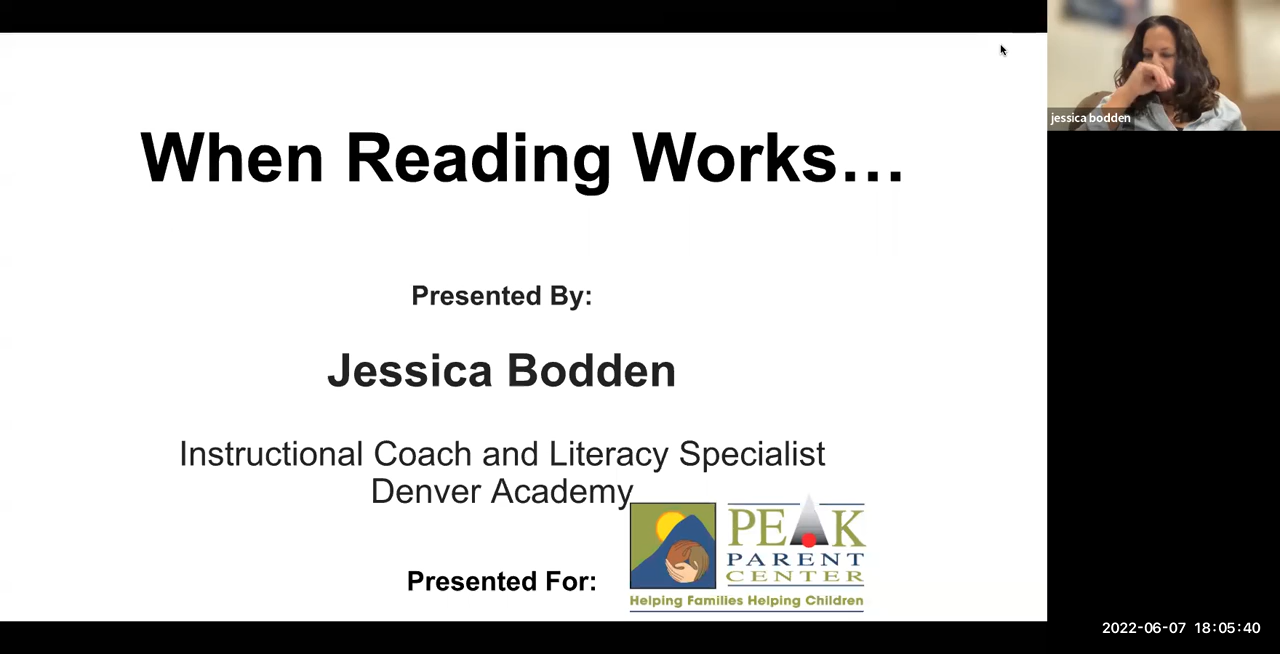 When Reading Works…
jessica bodden
Presented By:
Jessica Bodden
Instructional Coach and Literacy Specialist
Denver Academy
PEAK
PARENT
CENTER
Presented For:
Helping Families Helping Children
2022-06-07 18:05:40